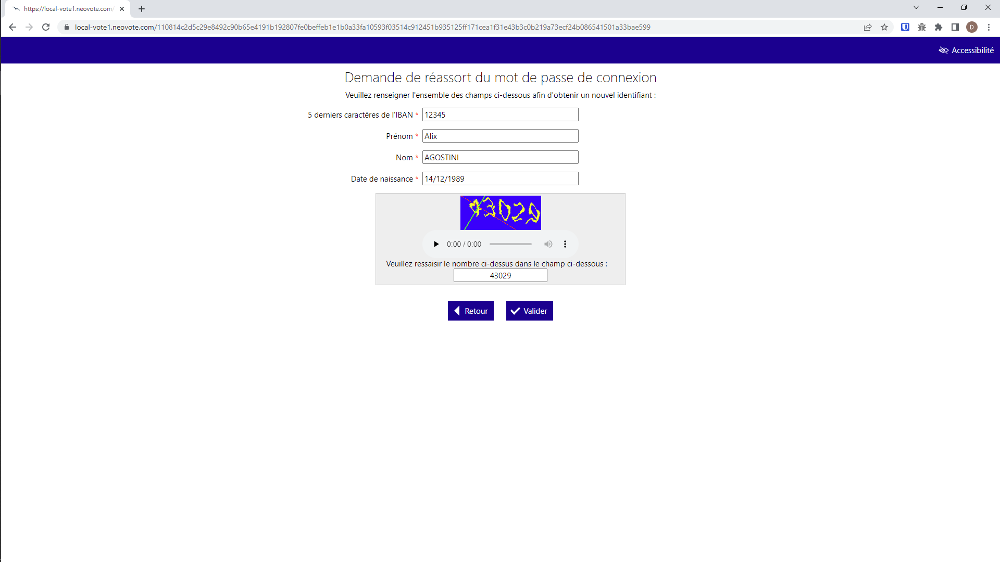 https://local-vote1.neovote.com/
local-vote1.neovote.com/110814c2d5c29e8492c90b65e4191b192807fe0beffeb1e1b0a33fa10593f03514c912451b935125ff171cea1f31e43b3c0b219a73ecf24b086541501a33bae599
D
Accessibilité
Demande de réassort du mot de passe de connexion
Veuillez renseigner l'ensemble des champs ci-dessous afin d'obtenir un nouvel identifiant :
5 derniers caractères de l'IBAN * 12345
Prénom * Alix
Nom * AGOSTINI
Date de naissance * 14/12/1989
43029
0:00 / 0:00
Veuillez ressaisir le nombre ci-dessus dans le champ ci-dessous :
43029
Retour Valider